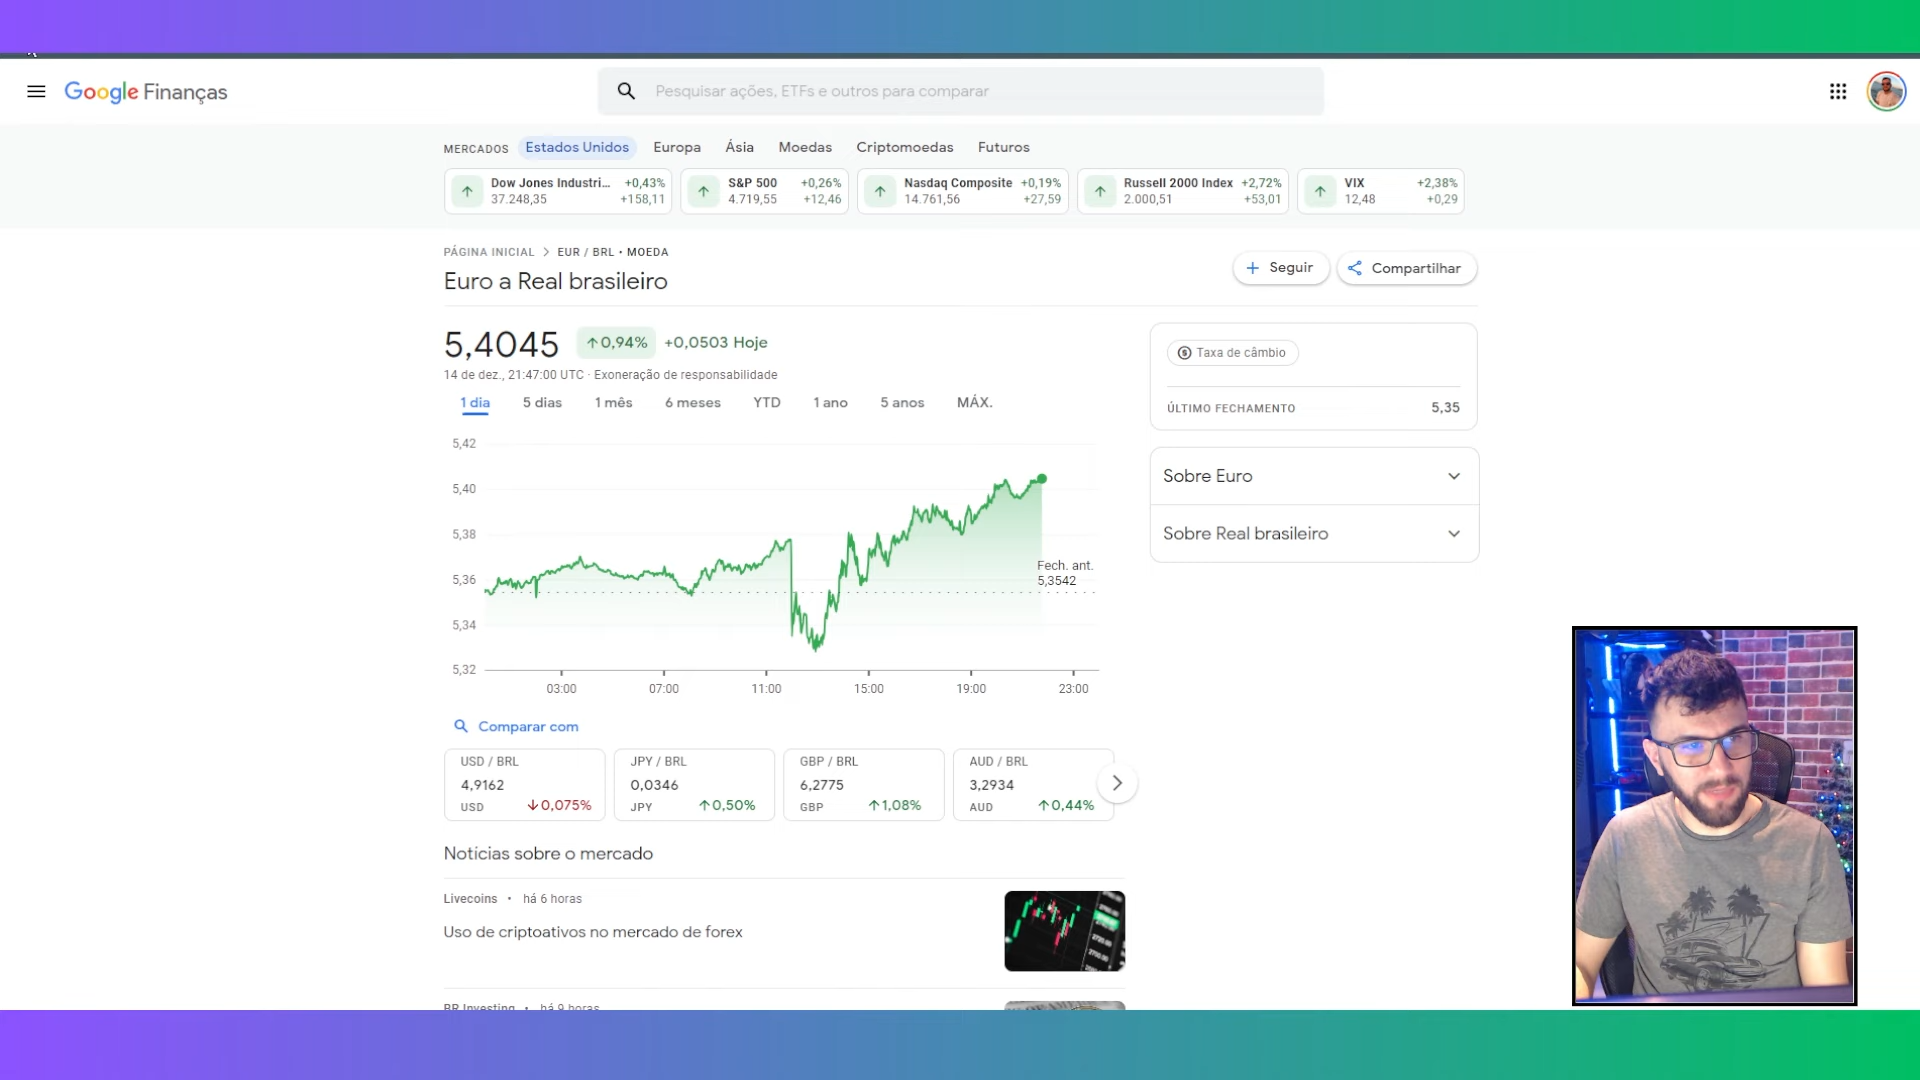 Google Finanças
Pesquisar ações, ETFs e outros para comparar
MERCADOS Estados Unidos Europa Ásia Moedas Criptomoedas Futuros
Dow Jones Industri... +0,43%
37.248,35 +158,11
S&P 500 +0,26%
4.719,55 +12,46
Nasdaq Composite +0,19%
14.761,56 +27,59
Russell 2000 Index +2,72%
2.000,51 +53,01
VIX +2,38%
12,48 +0,29
PÁGINA INICIAL > EUR / BRL • MOEDA
Euro a Real brasileiro
+ Seguir
Compartilhar
5,4045 ↑0,94% +0,0503 Hoje
14 de dez., 21:47:00 UTC · Exoneração de responsabilidade
1 dia 5 dias 1 mês 6 meses YTD 1 ano 5 anos MÁX.
5,42
5,40
5,38
5,36
5,34
5,32
Fech. ant.
5,3542
03:00 07:00 11:00 15:00 19:00 23:00
Taxa de câmbio
ÚLTIMO FECHAMENTO 5,35
Sobre Euro
Sobre Real brasileiro
Comparar com
USD / BRL
4,9162
USD ↓0,075%
JPY / BRL
0,0346
JPY ↑0,50%
GBP / BRL
6,2775
GBP ↑1,08%
AUD / BRL
3,2934
AUD ↑0,44%
Notícias sobre o mercado
Livecoins • há 6 horas
Uso de criptoativos no mercado de forex
BR Investing • há 9 horas